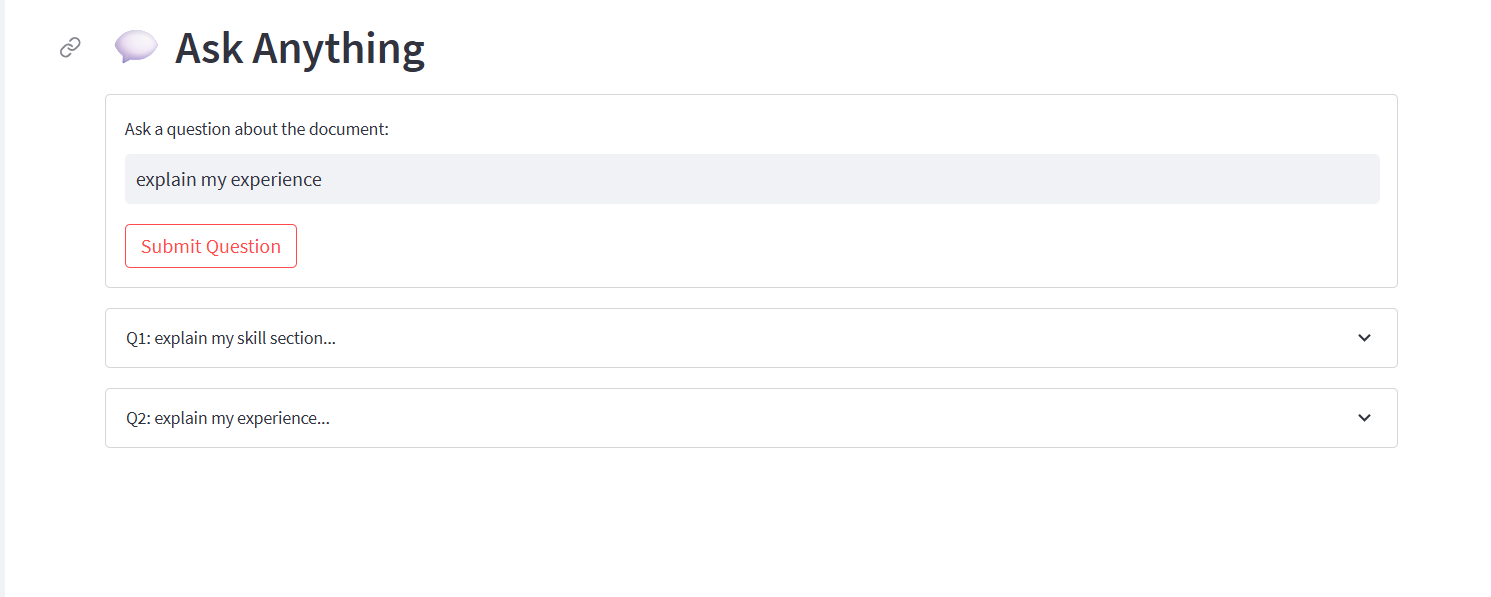 Ask Anything
Ask a question about the document:
explain my experience
Submit Question
Q1: explain my skill section...
Q2: explain my experience...